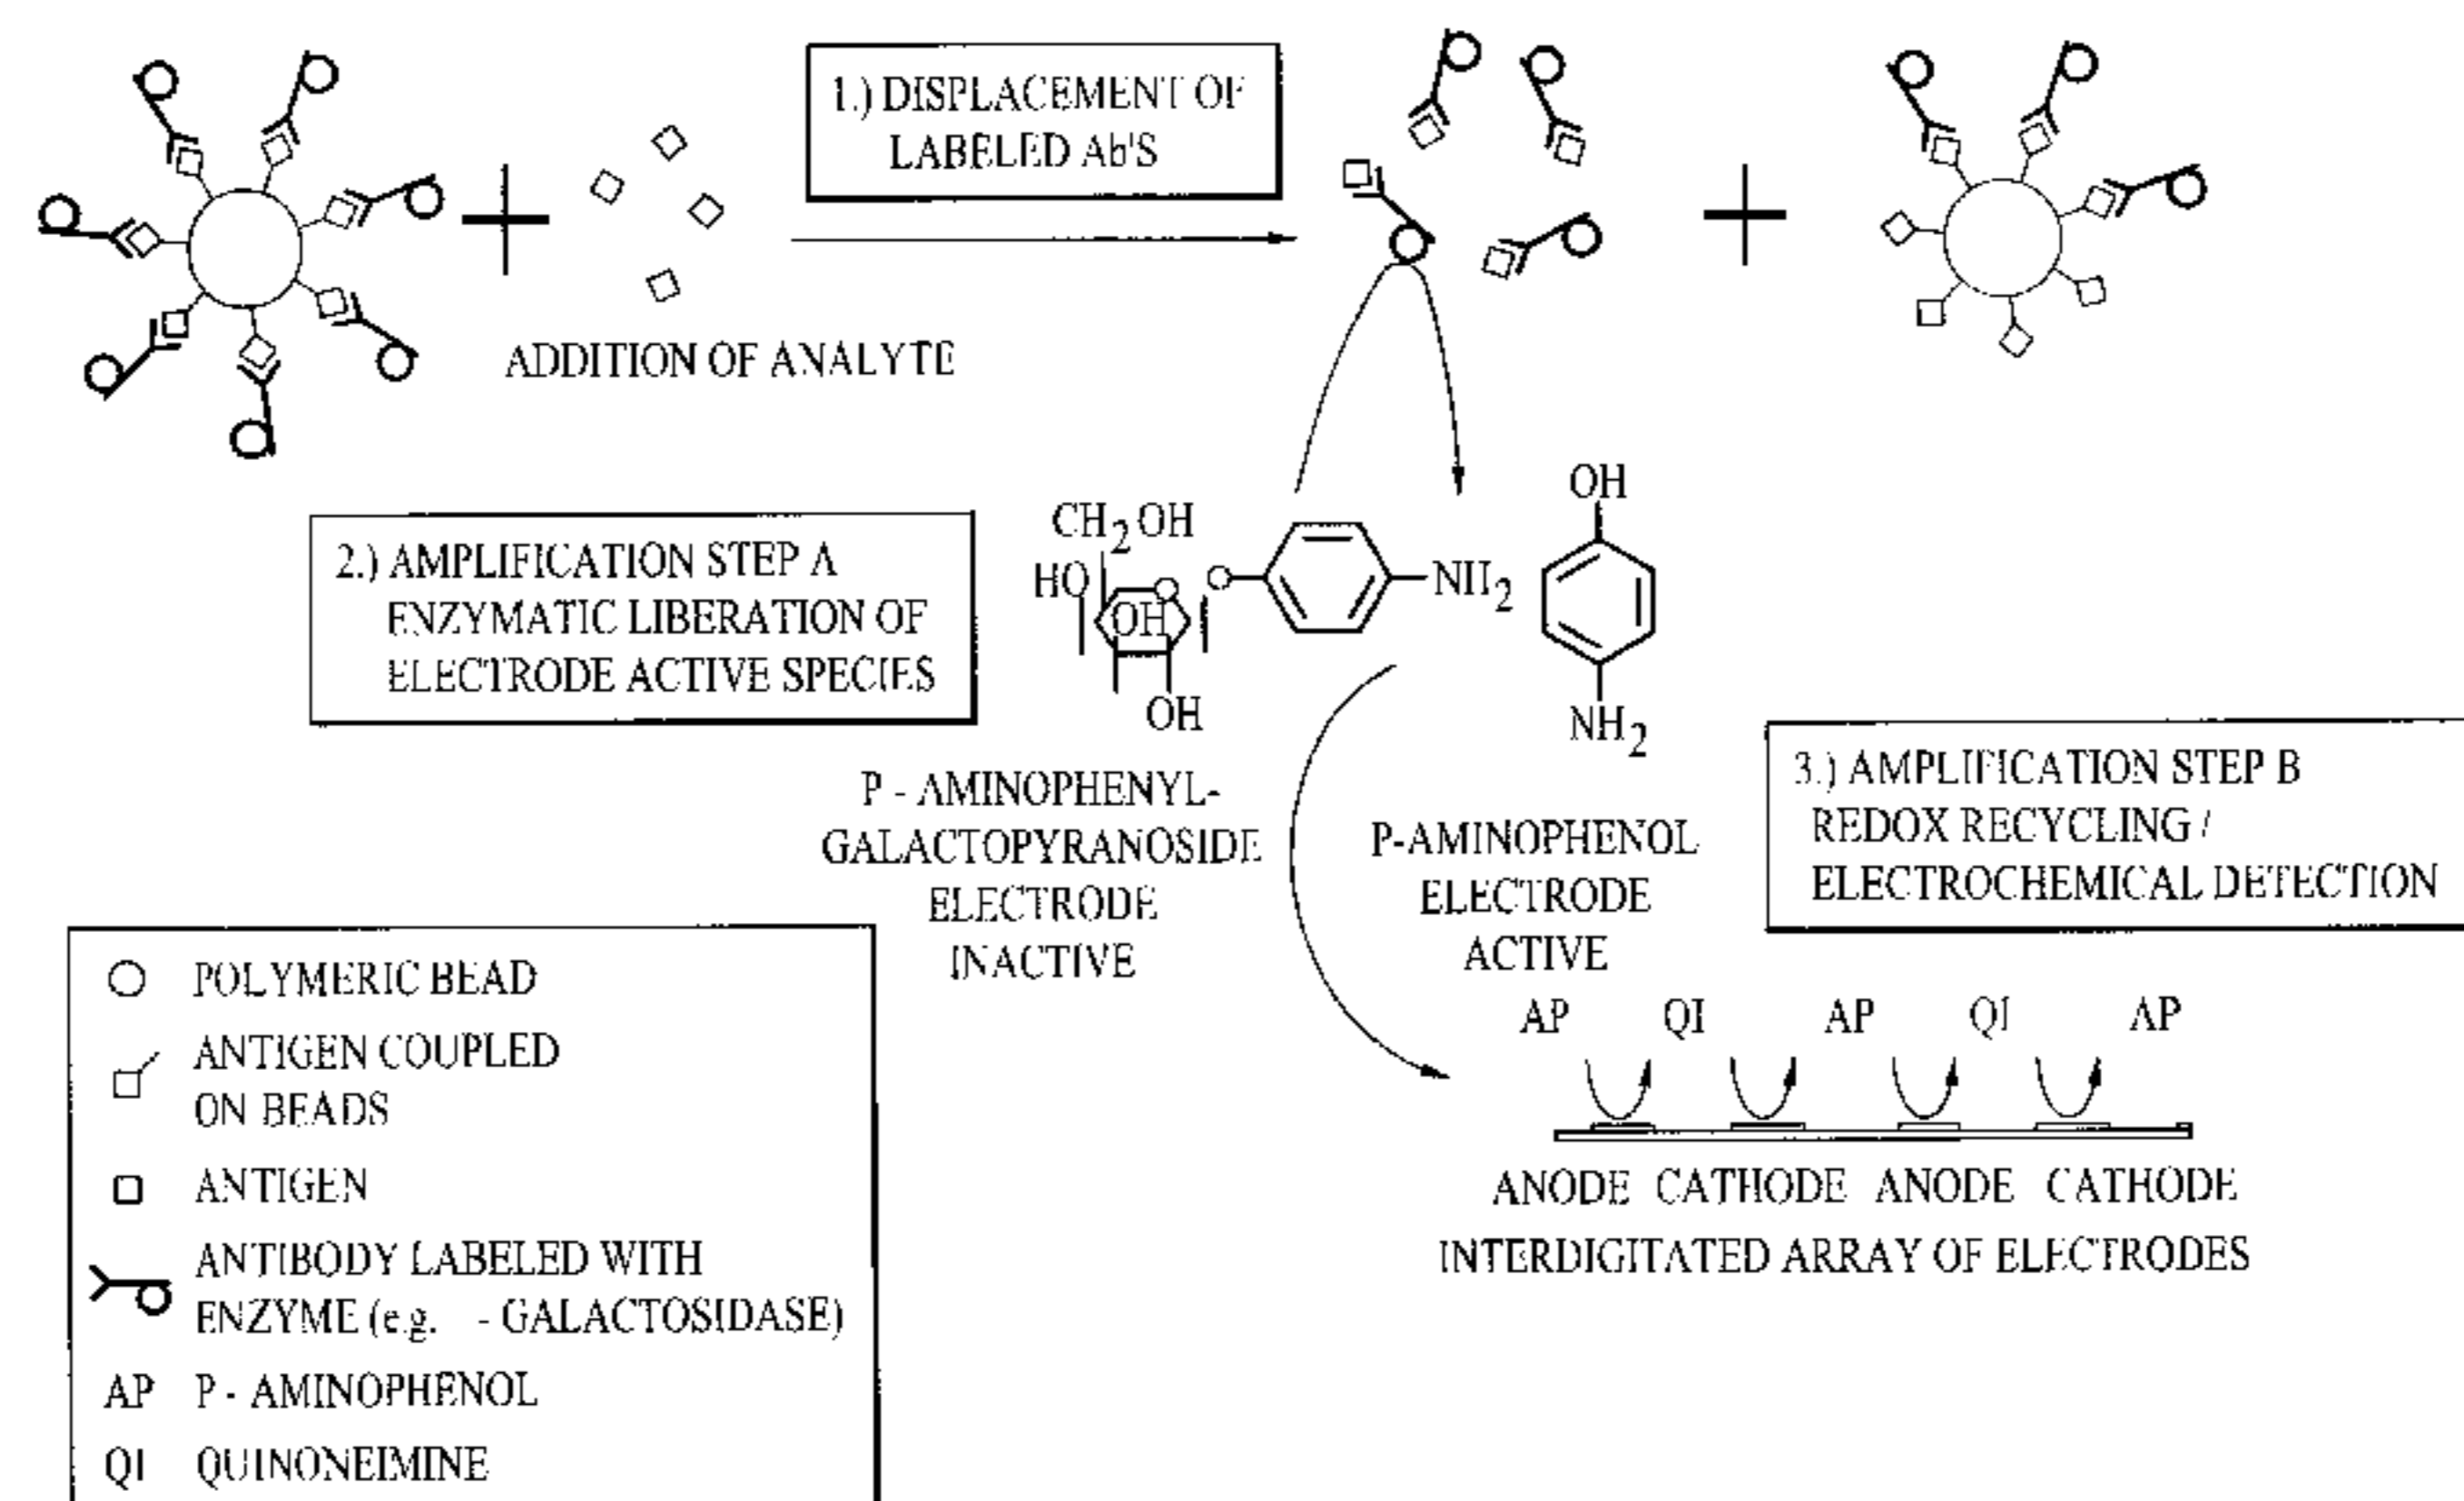 1.) DISPLACEMENT OF
LABELED Ab'S
ADDITION OF ANALYTE
2.) AMPLIFICATION STEP A
ENZYMATIC LIBERATION OF
ELECTRODE ACTIVE SPECIES
CH2OH
HO
OH
OH
NH2
OH
NH2
P - AMINOPHENYL-
GALACTOPYRANOSIDE
ELECTRODE
INACTIVE
P-AMINOPHENOL
ELECTRODE
ACTIVE
3.) AMPLIFICATION STEP B
REDOX RECYCLING /
ELECTROCHEMICAL DETECTION
AP QI AP QI AP
ANODE CATHODE ANODE CATHODE
INTERDIGITATED ARRAY OF ELECTRODES
POLYMERIC BEAD
ANTIGEN COUPLED
ON BEADS
ANTIGEN
ANTIBODY LABELED WITH
ENZYME (e.g. - GALACTOSIDASE)
AP P - AMINOPHENOL
QI QUINONEIMINE